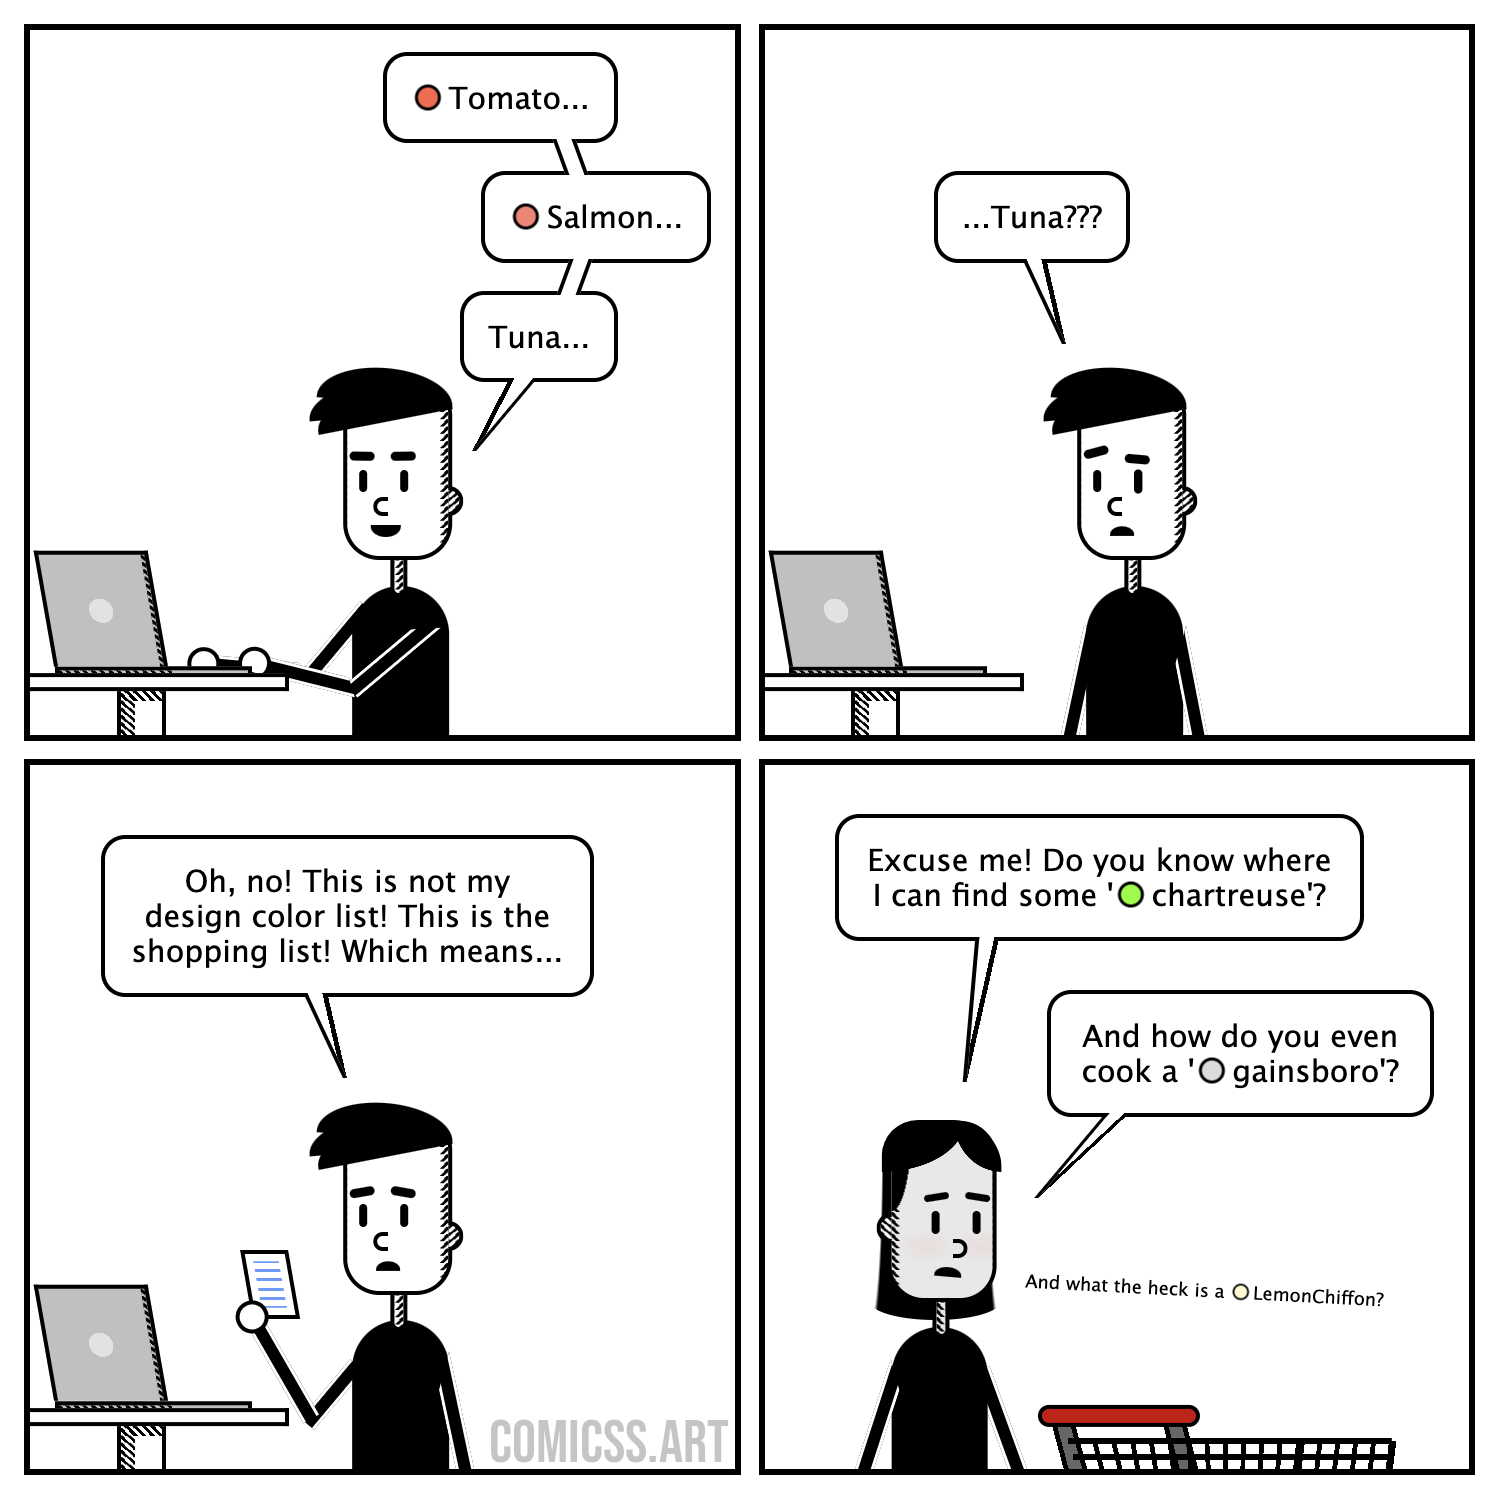 Tomato...
Salmon...
Tuna...
...Tuna???
Oh, no! This is not my
design color list! This is the
shopping list! Which means...
COMICSS.ART
Excuse me! Do you know where
I can find some 'chartreuse'?
And how do you even
cook a 'gainsboro'?
And what the heck is a LemonChiffon?